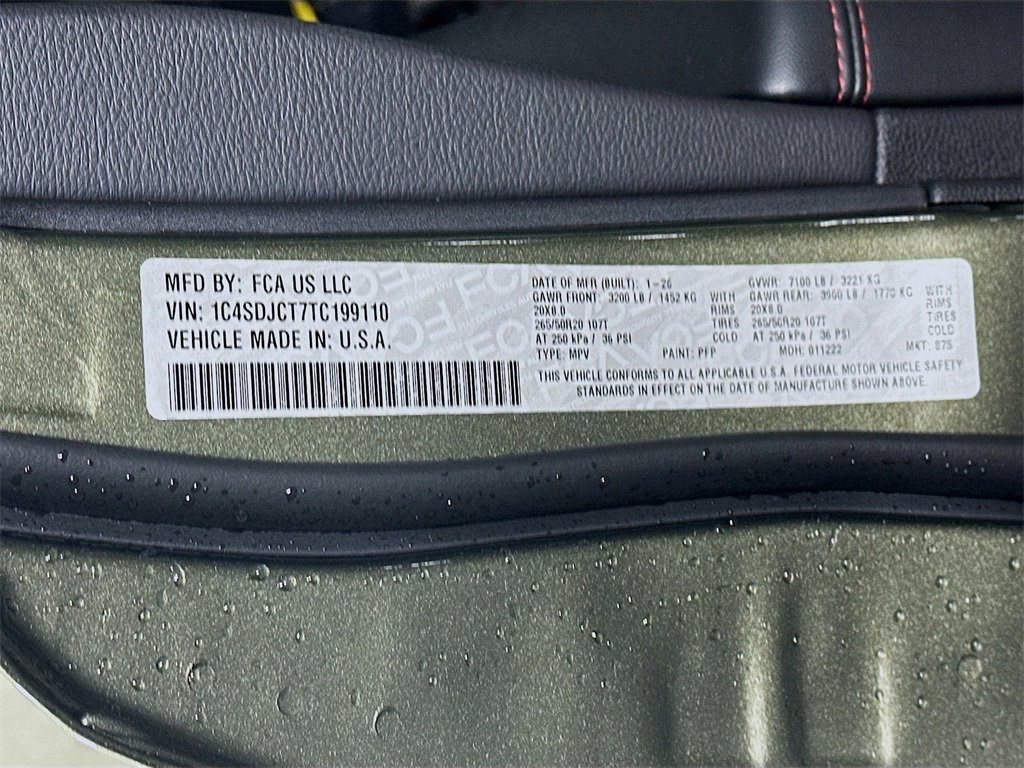 MFD BY: FCA US LLC
VIN: 1C4SDJCT7TC199110
VEHICLE MADE IN: U.S.A.
DATE OF MFR (BUILT): 1-26 GVWR: 7100 LB / 3221 KG
GAWR FRONT: 3200 LB / 1452 KG WITH GAWR REAR: 3900 LB / 1770 KG WITH
20X8.0 RIMS 20X8.0 RIMS
265/50R20 107T TIRES 265/50R20 107T TIRES
AT 250 kPa / 36 PSI COLD AT 250 kPa / 36 PSI COLD
TYPE: MPV PAINT: PFP MDH: 011222 MKT:
THIS VEHICLE CONFORMS TO ALL APPLICABLE U.S.A. FEDERAL MOTOR VEHICLE SAFETY
STANDARDS IN EFFECT ON THE DATE OF MANUFACTURE SHOWN ABOVE.